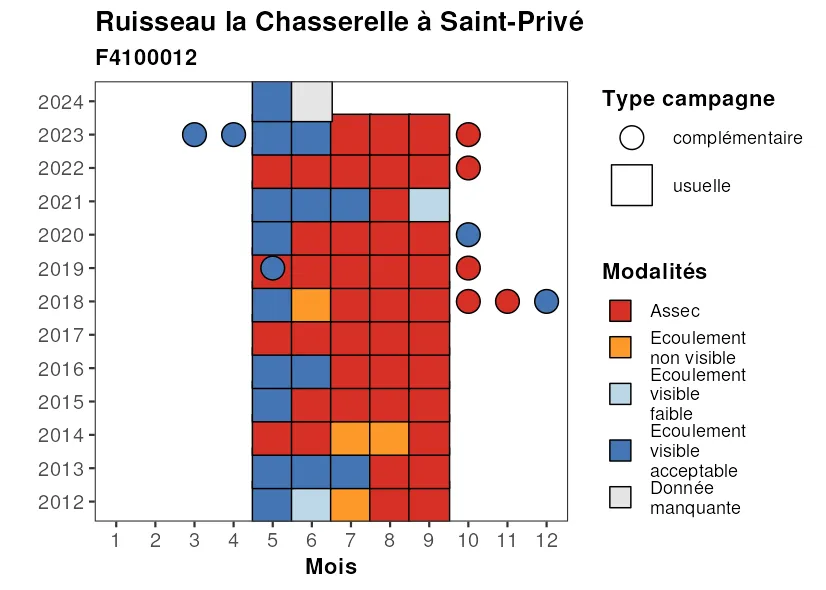 Ruisseau la Chasserelle à Saint-Privé
F4100012
2024
2023
2022
2021
2020
2019
2018
2017
2016
2015
2014
2013
2012
1 2 3 4 5 6 7 8 9 10 11 12
Mois
Type campagne
complémentaire
usuelle
Modalités
Assec
Ecoulement
non visible
Ecoulement
visible
faible
Ecoulement
visible
acceptable
Donnée
manquante